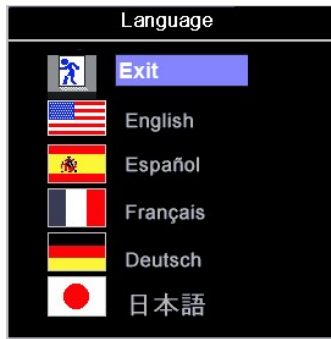 Language
Exit
English
Español
Français
Deutsch
日本語